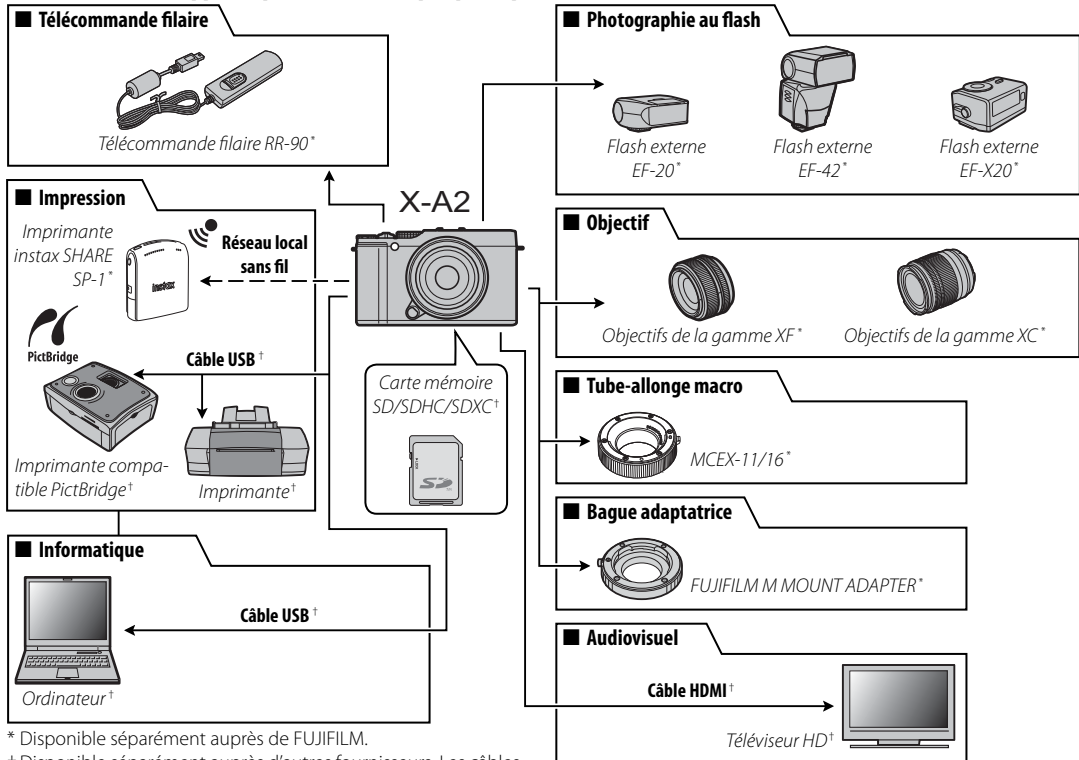 ■ Télécommande filaire
Télécommande filaire RR-90*
■ Photographie au flash
Flash externe
EF-20*
Flash externe
EF-42*
Flash externe
EF-X20*
■ Impression
Imprimante
instax SHARE
SP-1*
instax
Réseau local
sans fil
X-A2
PictBridge
Câble USB †
Imprimante compa-
tible PictBridge†
Imprimante†
Carte mémoire
SD/SDHC/SDXC†
SD
■ Objectif
Objectifs de la gamme XF*
Objectifs de la gamme XC*
■ Tube-allonge macro
MCEX-11/16*
■ Bague adaptatrice
FUJIFILM M MOUNT ADAPTER*
■ Informatique
Câble USB †
Ordinateur†
■ Audiovisuel
Câble HDMI†
Téléviseur HD†
* Disponible séparément auprès de FUJIFILM.
† Disponible séparément auprès d'autres fournisseurs. Les câbles